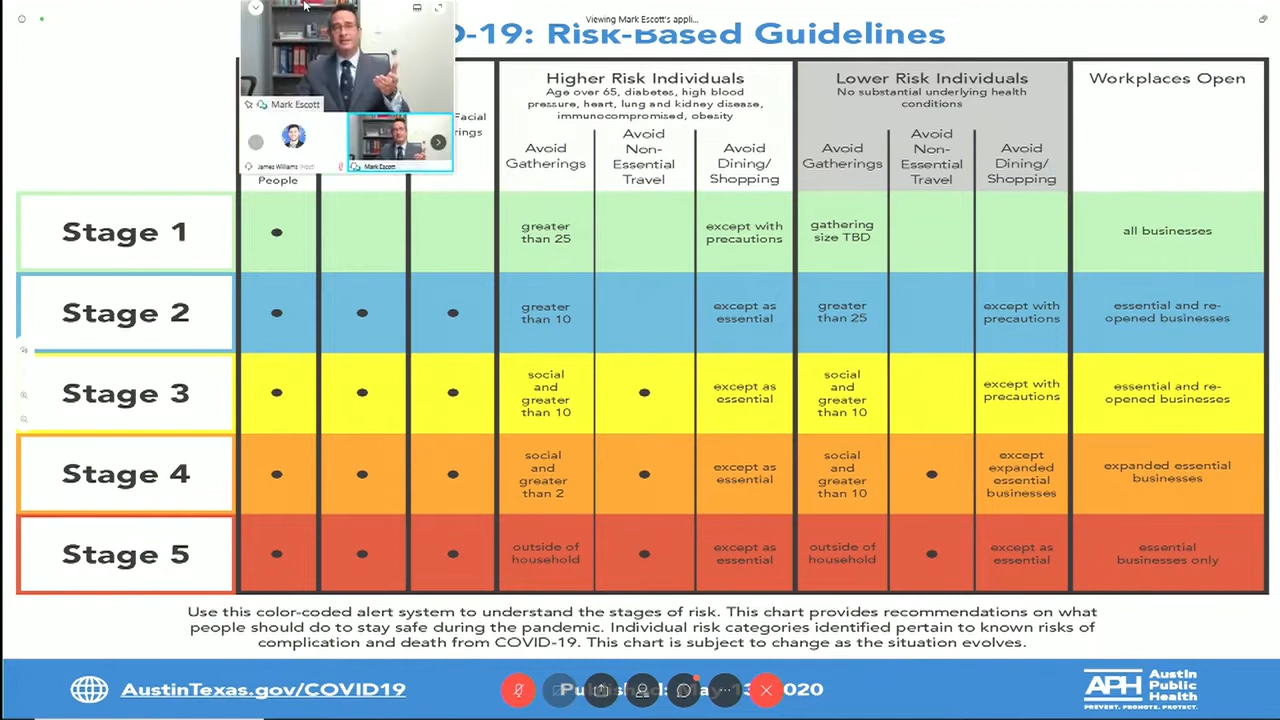 Viewing Mark Escott's appli...
D-19: Risk-Based Guidelines
Mark Escott
James Williams
Mark Escott
People
Facial
Higher Risk Individuals
Age over 65, diabetes, high blood
pressure, heart, lung and kidney disease,
immunocompromised, obesity
Avoid
Gatherings
Avoid
Non-
Essential
Travel
Avoid
Dining/
Shopping
Lower Risk Individuals
No substantial underlying health
conditions
Avoid
Gatherings
Avoid
Non-
Essential
Travel
Avoid
Dining/
Shopping
Workplaces Open
Stage 1
greater
than 25
except with
precautions
gathering
size TBD
all businesses
Stage 2
greater
than 10
except as
essential
greater
than 25
except with
precautions
essential and re-
opened businesses
Stage 3
social
and
greater
than 10
except as
essential
social
and
greater
than 10
except with
precautions
essential and re-
opened businesses
Stage 4
social
and
greater
than 2
except as
essential
social
and
greater
than 10
except
expanded
essential
businesses
expanded essential
businesses
Stage 5
outside of
household
except as
essential
outside of
household
except as
essential
essential
businesses only
Use this color-coded alert system to understand the stages of risk. This chart provides recommendations on what
people should do to stay safe during the pandemic. Individual risk categories identified pertain to known risks of
complication and death from COVID-19. This chart is subject to change as the situation evolves.
AustinTexas.gov/COVID19
APH
Austin
Public
Health
PREVENT. PROMOTE. PROTECT.